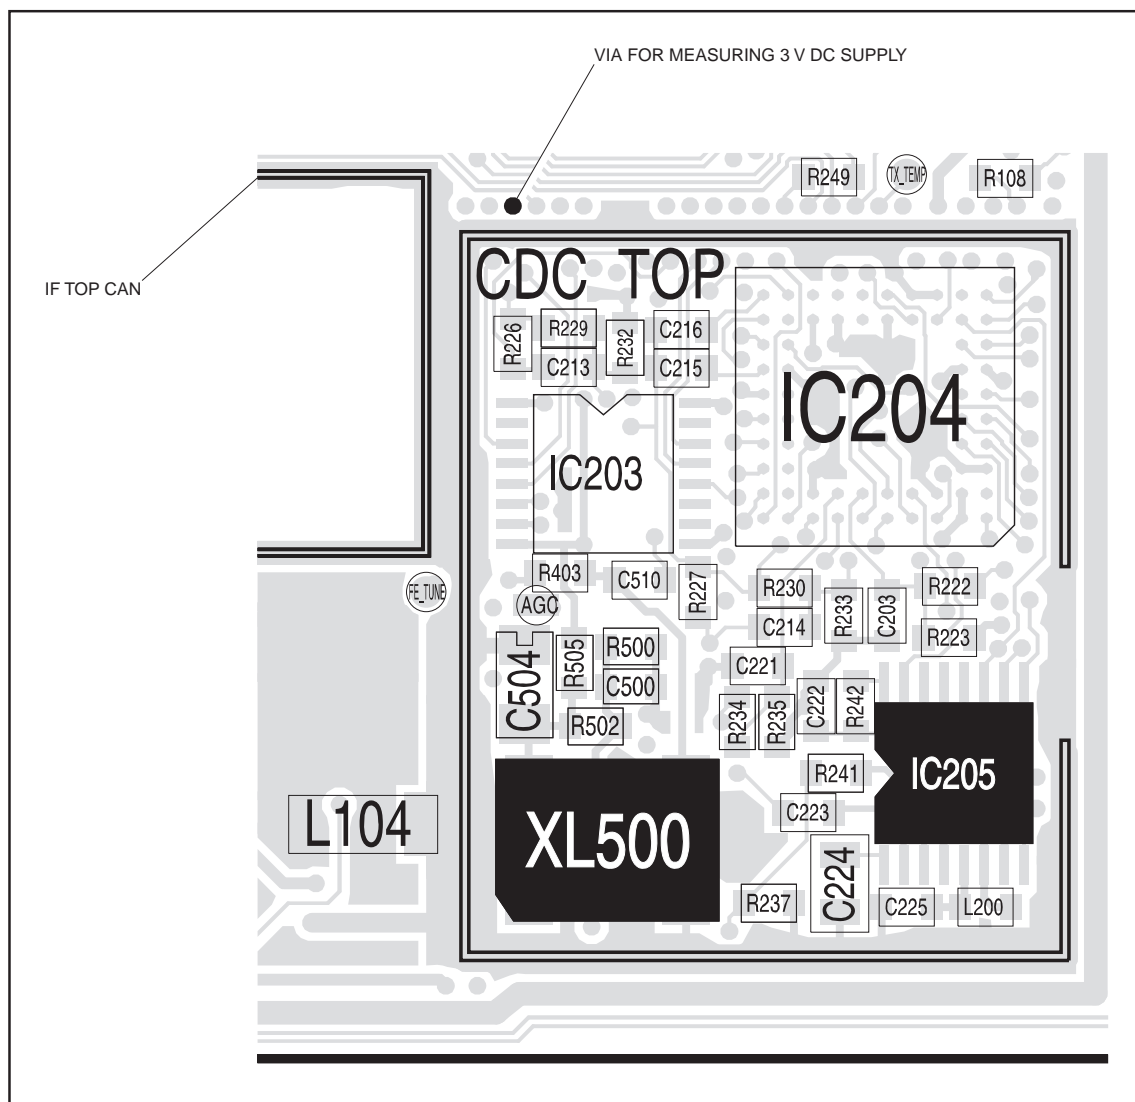 VIA FOR MEASURING 3 V DC SUPPLY
R249
TX_TEMP
R108
IF TOP CAN
CDC TOP
R226
R229
R232
C216
C213
C215
IC204
IC203
R403
C510
R227
R230
R233
C203
R222
FE_TUNE
AGC
C214
R223
C504
R505
R500
C500
C221
R502
R234
R235
C222
R242
R241
IC205
C223
L104
XL500
C224
R237
C225
L200